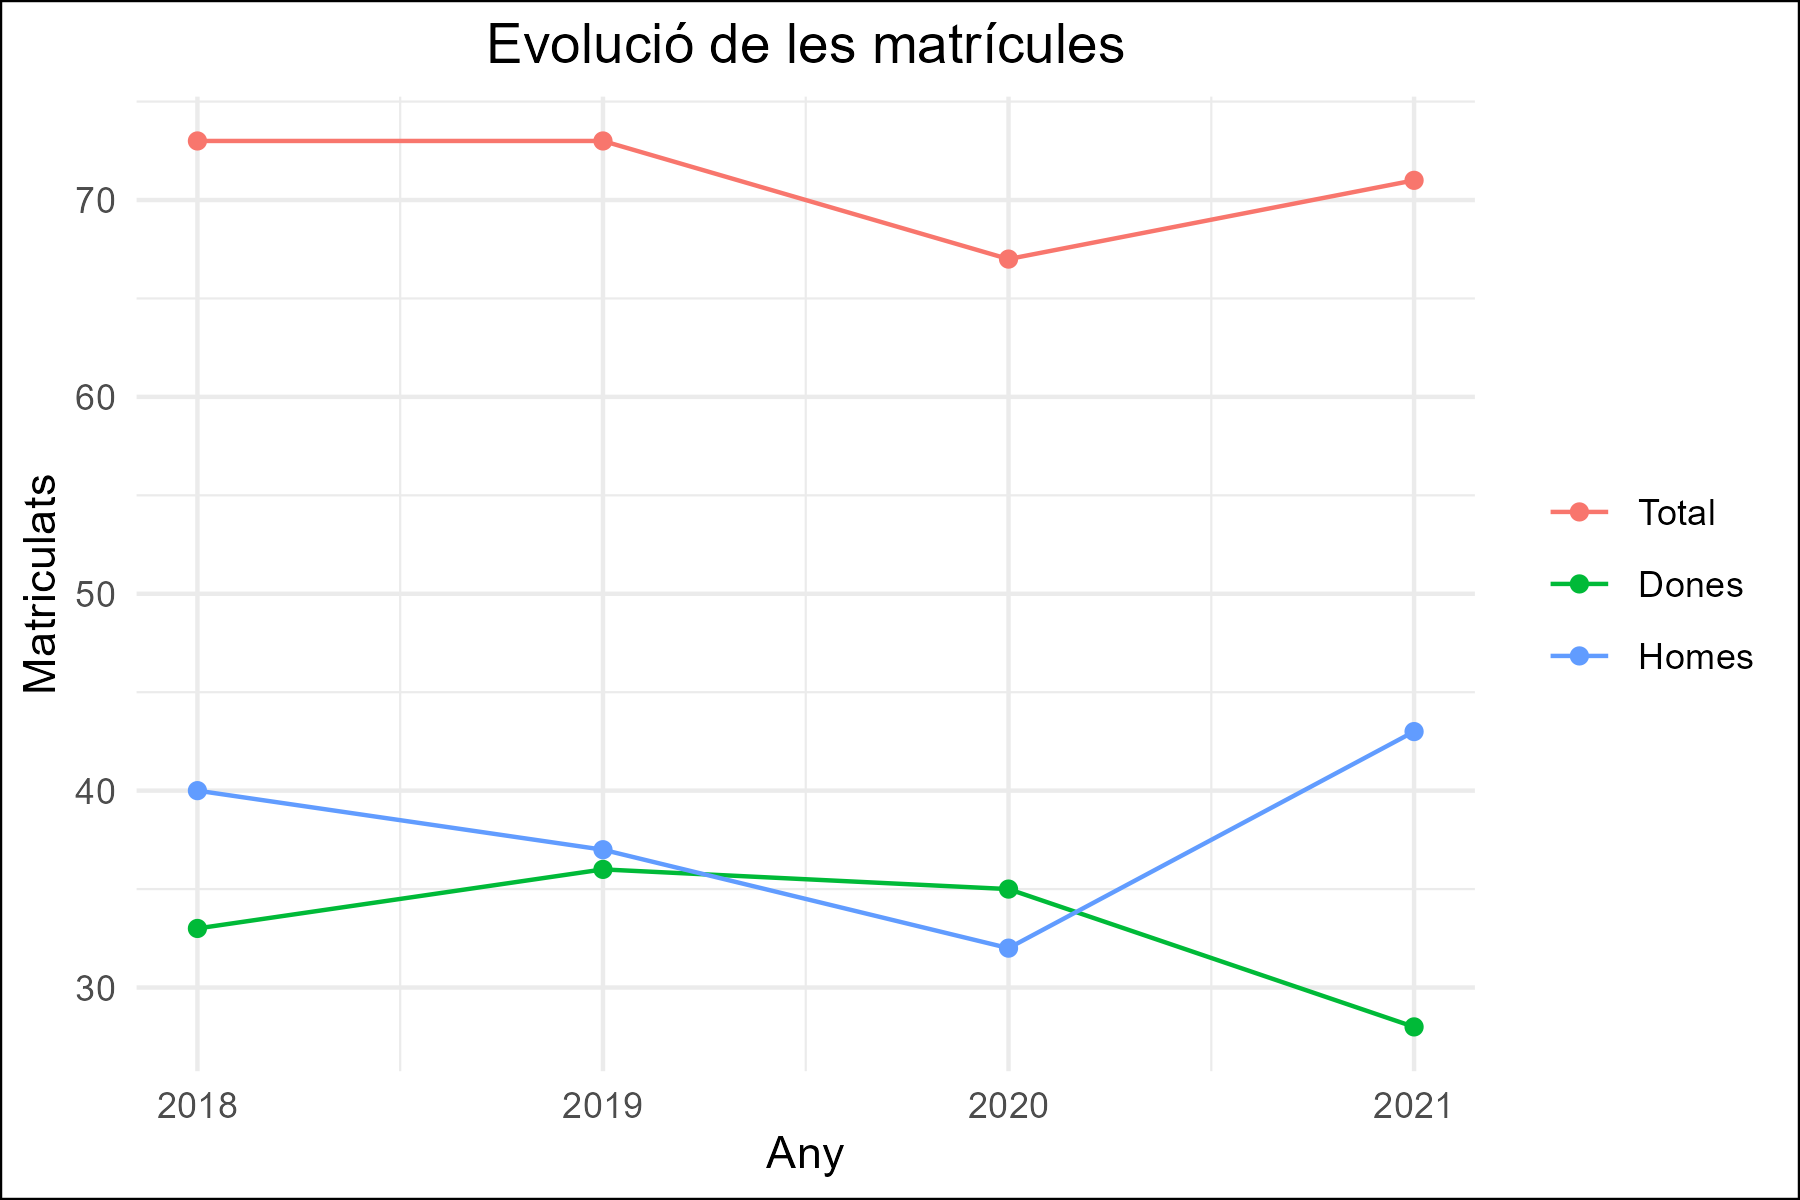 Evolució de les matrícules
Matriculats
70
60
50
40
30
2018 2019 2020 2021
Any
Total
Dones
Homes